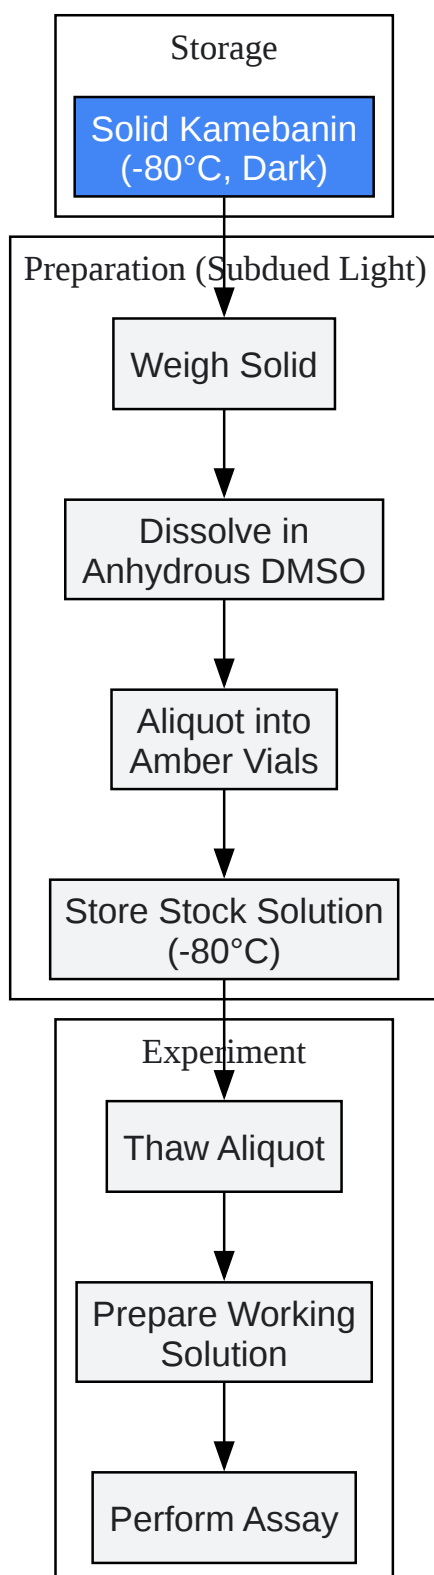 Storage
Solid Kamebanin
(-80°C, Dark)
Preparation (Subdued Light)
Weigh Solid
Dissolve in
Anhydrous DMSO
Aliquot into
Amber Vials
Store Stock Solution
(-80°C)
Experiment
Thaw Aliquot
Prepare Working
Solution
Perform Assay